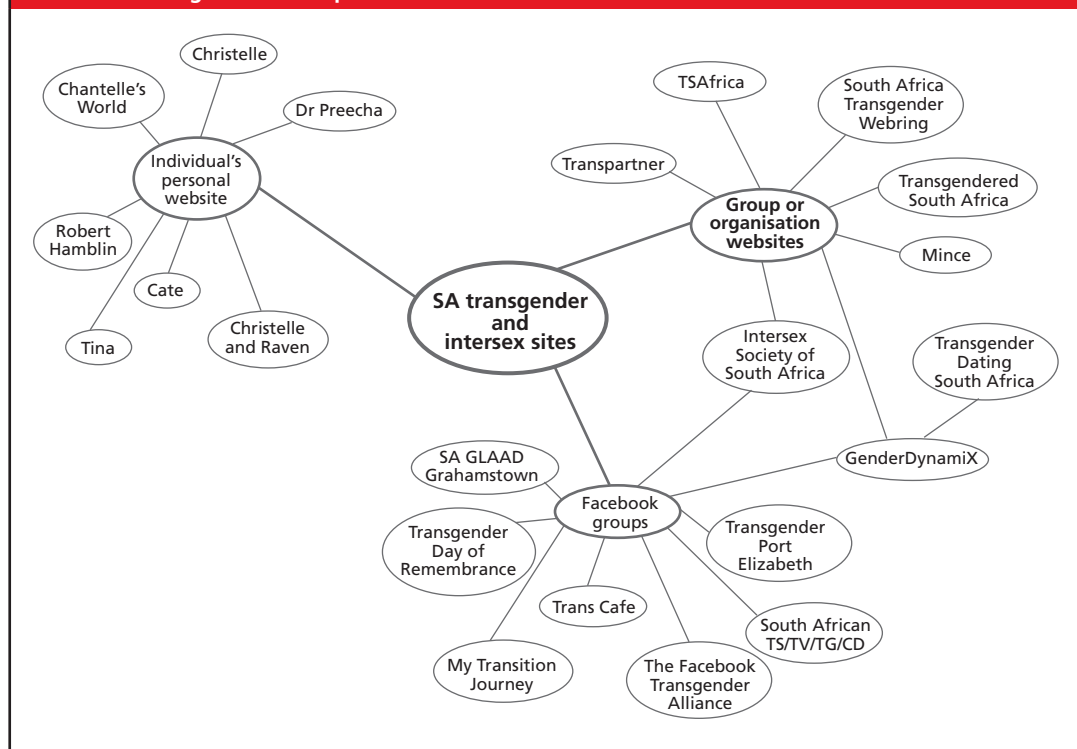 Christelle
Chantelle's
World
Dr Preecha
Individual's
personal
website
Robert
Hamblin
Cate
Tina
Christelle
and Raven
SA transgender
and
intersex sites
TSAfrica
South Africa
Transgender
Webring
Transpartner
Transgendered
South Africa
Group or
organisation
websites
Mince
Intersex
Society of
South Africa
Transgender
Dating
South Africa
GenderDynamiX
SA GLAAD
Grahamstown
Facebook
groups
Transgender
Day of
Remembrance
Transgender
Port
Elizabeth
Trans Cafe
South African
TS/TV/TG/CD
My Transition
Journey
The Facebook
Transgender
Alliance